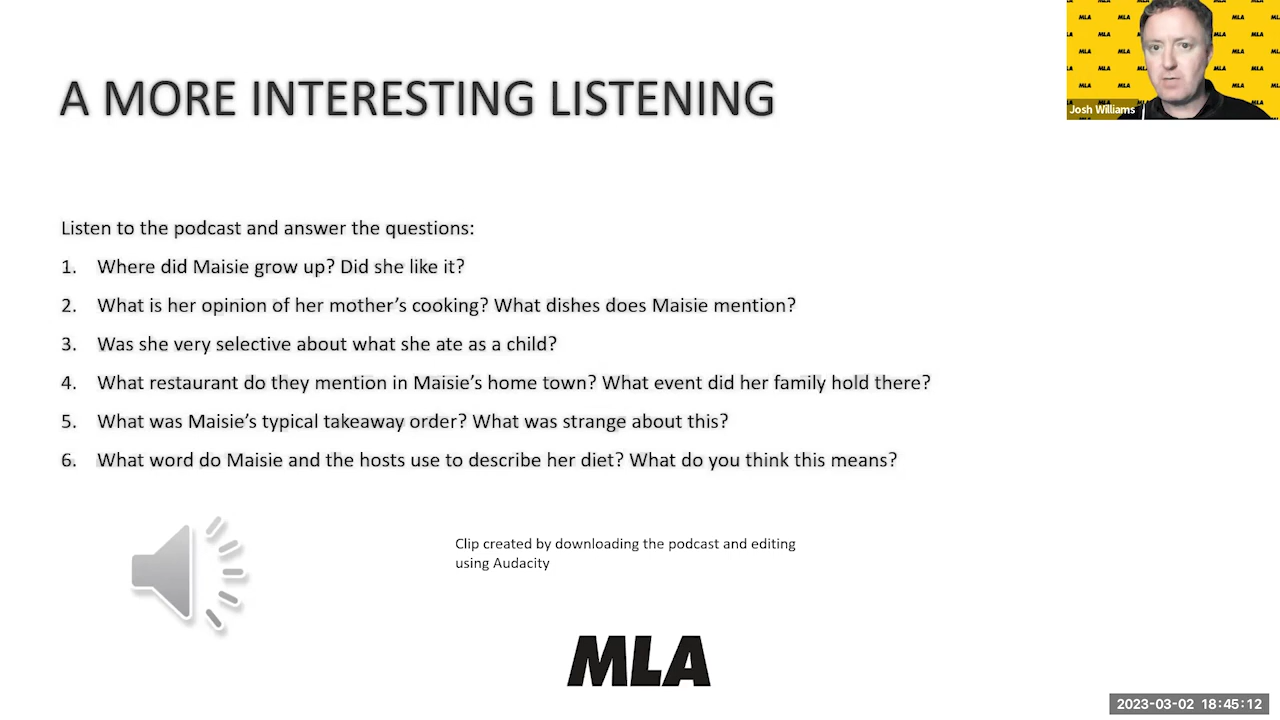 A MORE INTERESTING LISTENING
Josh Williams
Listen to the podcast and answer the questions:
1. Where did Maisie grow up? Did she like it?
2. What is her opinion of her mother’s cooking? What dishes does Maisie mention?
3. Was she very selective about what she ate as a child?
4. What restaurant do they mention in Maisie’s home town? What event did her family hold there?
5. What was Maisie’s typical takeaway order? What was strange about this?
6. What word do Maisie and the hosts use to describe her diet? What do you think this means?
Clip created by downloading the podcast and editing
using Audacity
MLA
2023-03-02 18:45:12